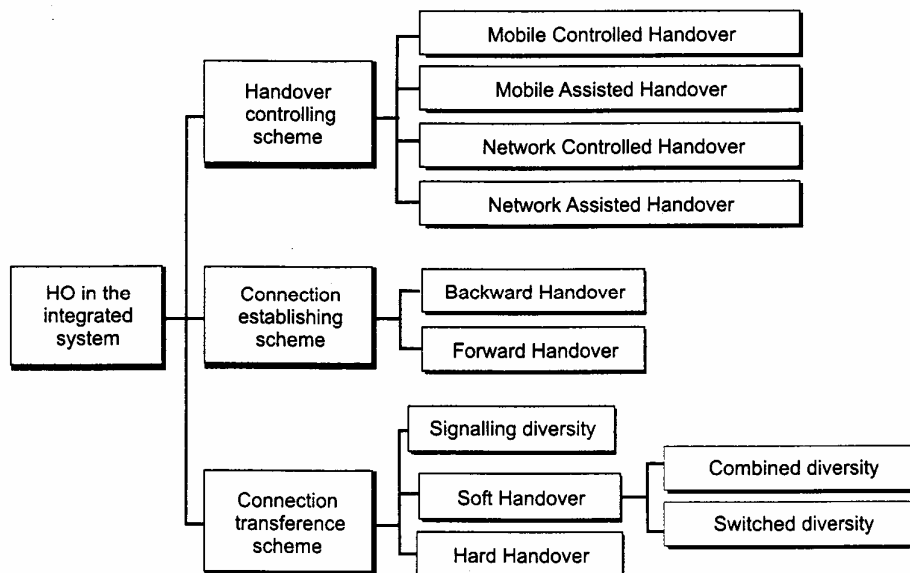 Mobile Controlled Handover
Mobile Assisted Handover
Network Controlled Handover
Network Assisted Handover
Handover
controlling
scheme
HO in the
integrated
system
Connection
establishing
scheme
Backward Handover
Forward Handover
Connection
transference
scheme
Signalling diversity
Soft Handover
Hard Handover
Combined diversity
Switched diversity